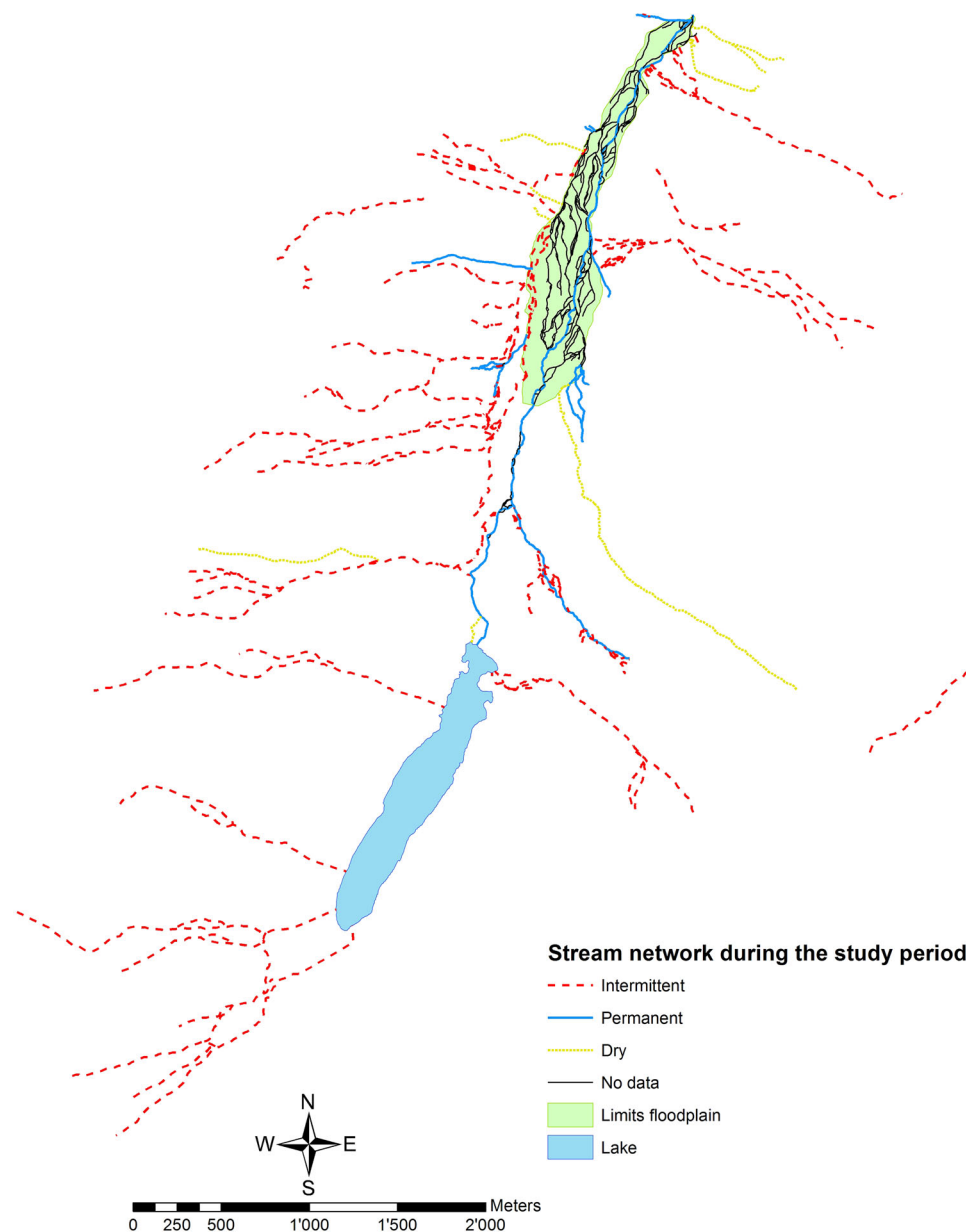 Stream network during the study period
Intermittent
Permanent
Dry
No data
Limits floodplain
Lake
N
W E
S
Meters
0 250 500 1'000 1'500 2'000